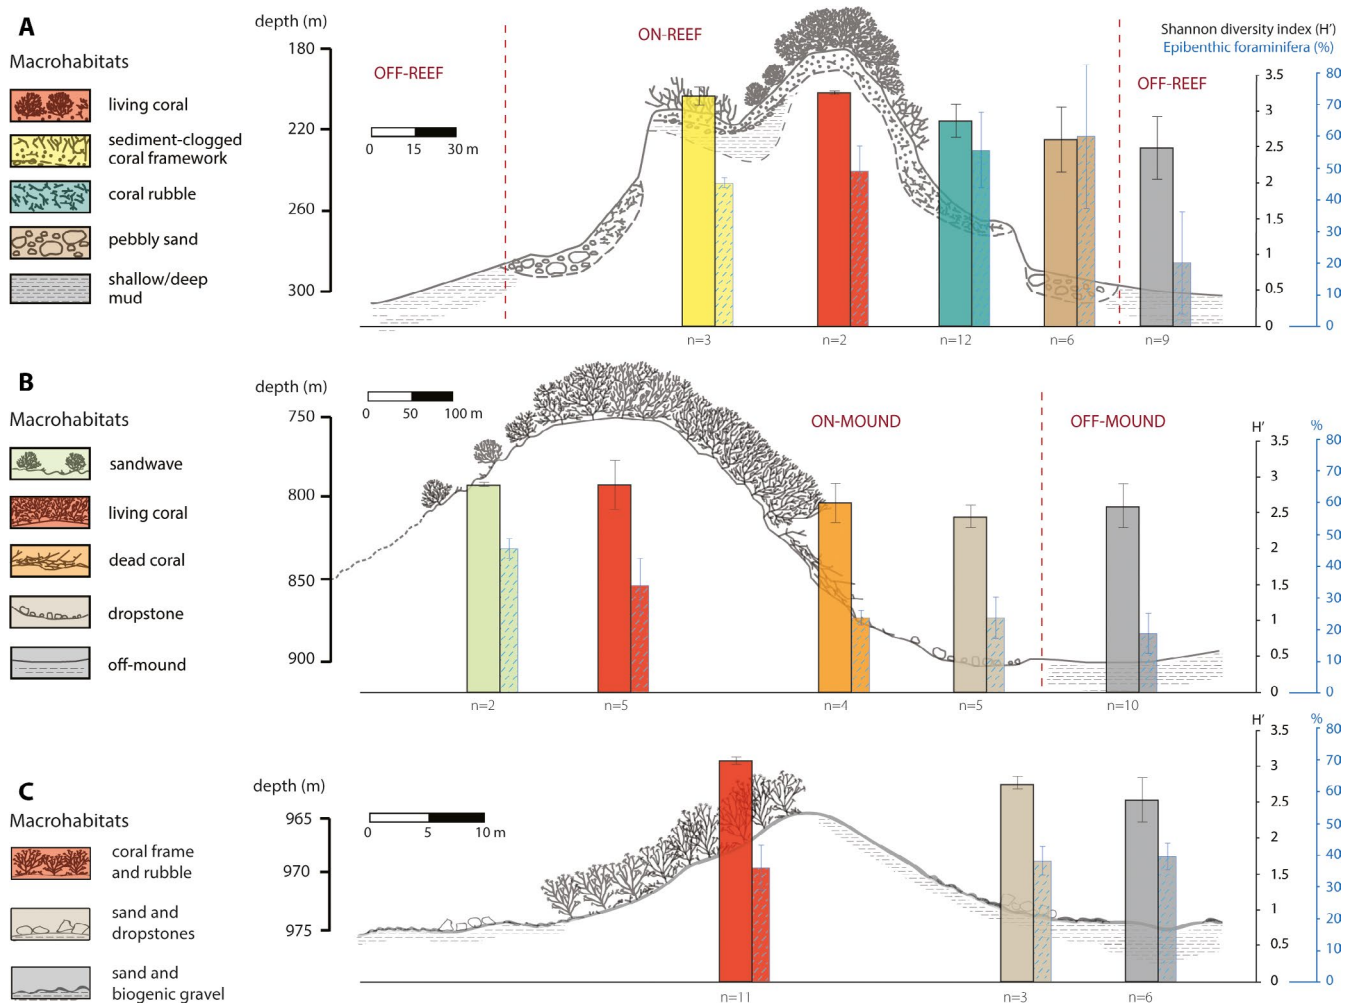 A
depth (m)
Macrohabitats
living coral
sediment-clogged
coral framework
coral rubble
pebbly sand
shallow/deep
mud
180
220
260
300
OFF-REEF
ON-REEF
OFF-REEF
0 15 30 m
Shannon diversity index (H')
Epibenthic foraminifera (%)
3.5
3
2.5
2
1.5
1
0.5
0
80
70
60
50
40
30
20
10
0
n=3 n=2 n=12 n=6 n=9
B
depth (m)
Macrohabitats
sandwave
living coral
dead coral
dropstone
off-mound
750
800
850
900
0 50 100 m
ON-MOUND
OFF-MOUND
H'
%
3.5
3
2.5
2
1.5
1
0.5
0
80
70
60
50
40
30
20
10
0
n=2 n=5 n=4 n=5 n=10
C
depth (m)
Macrohabitats
coral frame
and rubble
sand and
dropstones
sand and
biogenic gravel
965
970
975
0 5 10 m
H'
%
3.5
3
2.5
2
1.5
1
0.5
0
80
70
60
50
40
30
20
10
0
n=11 n=3 n=6